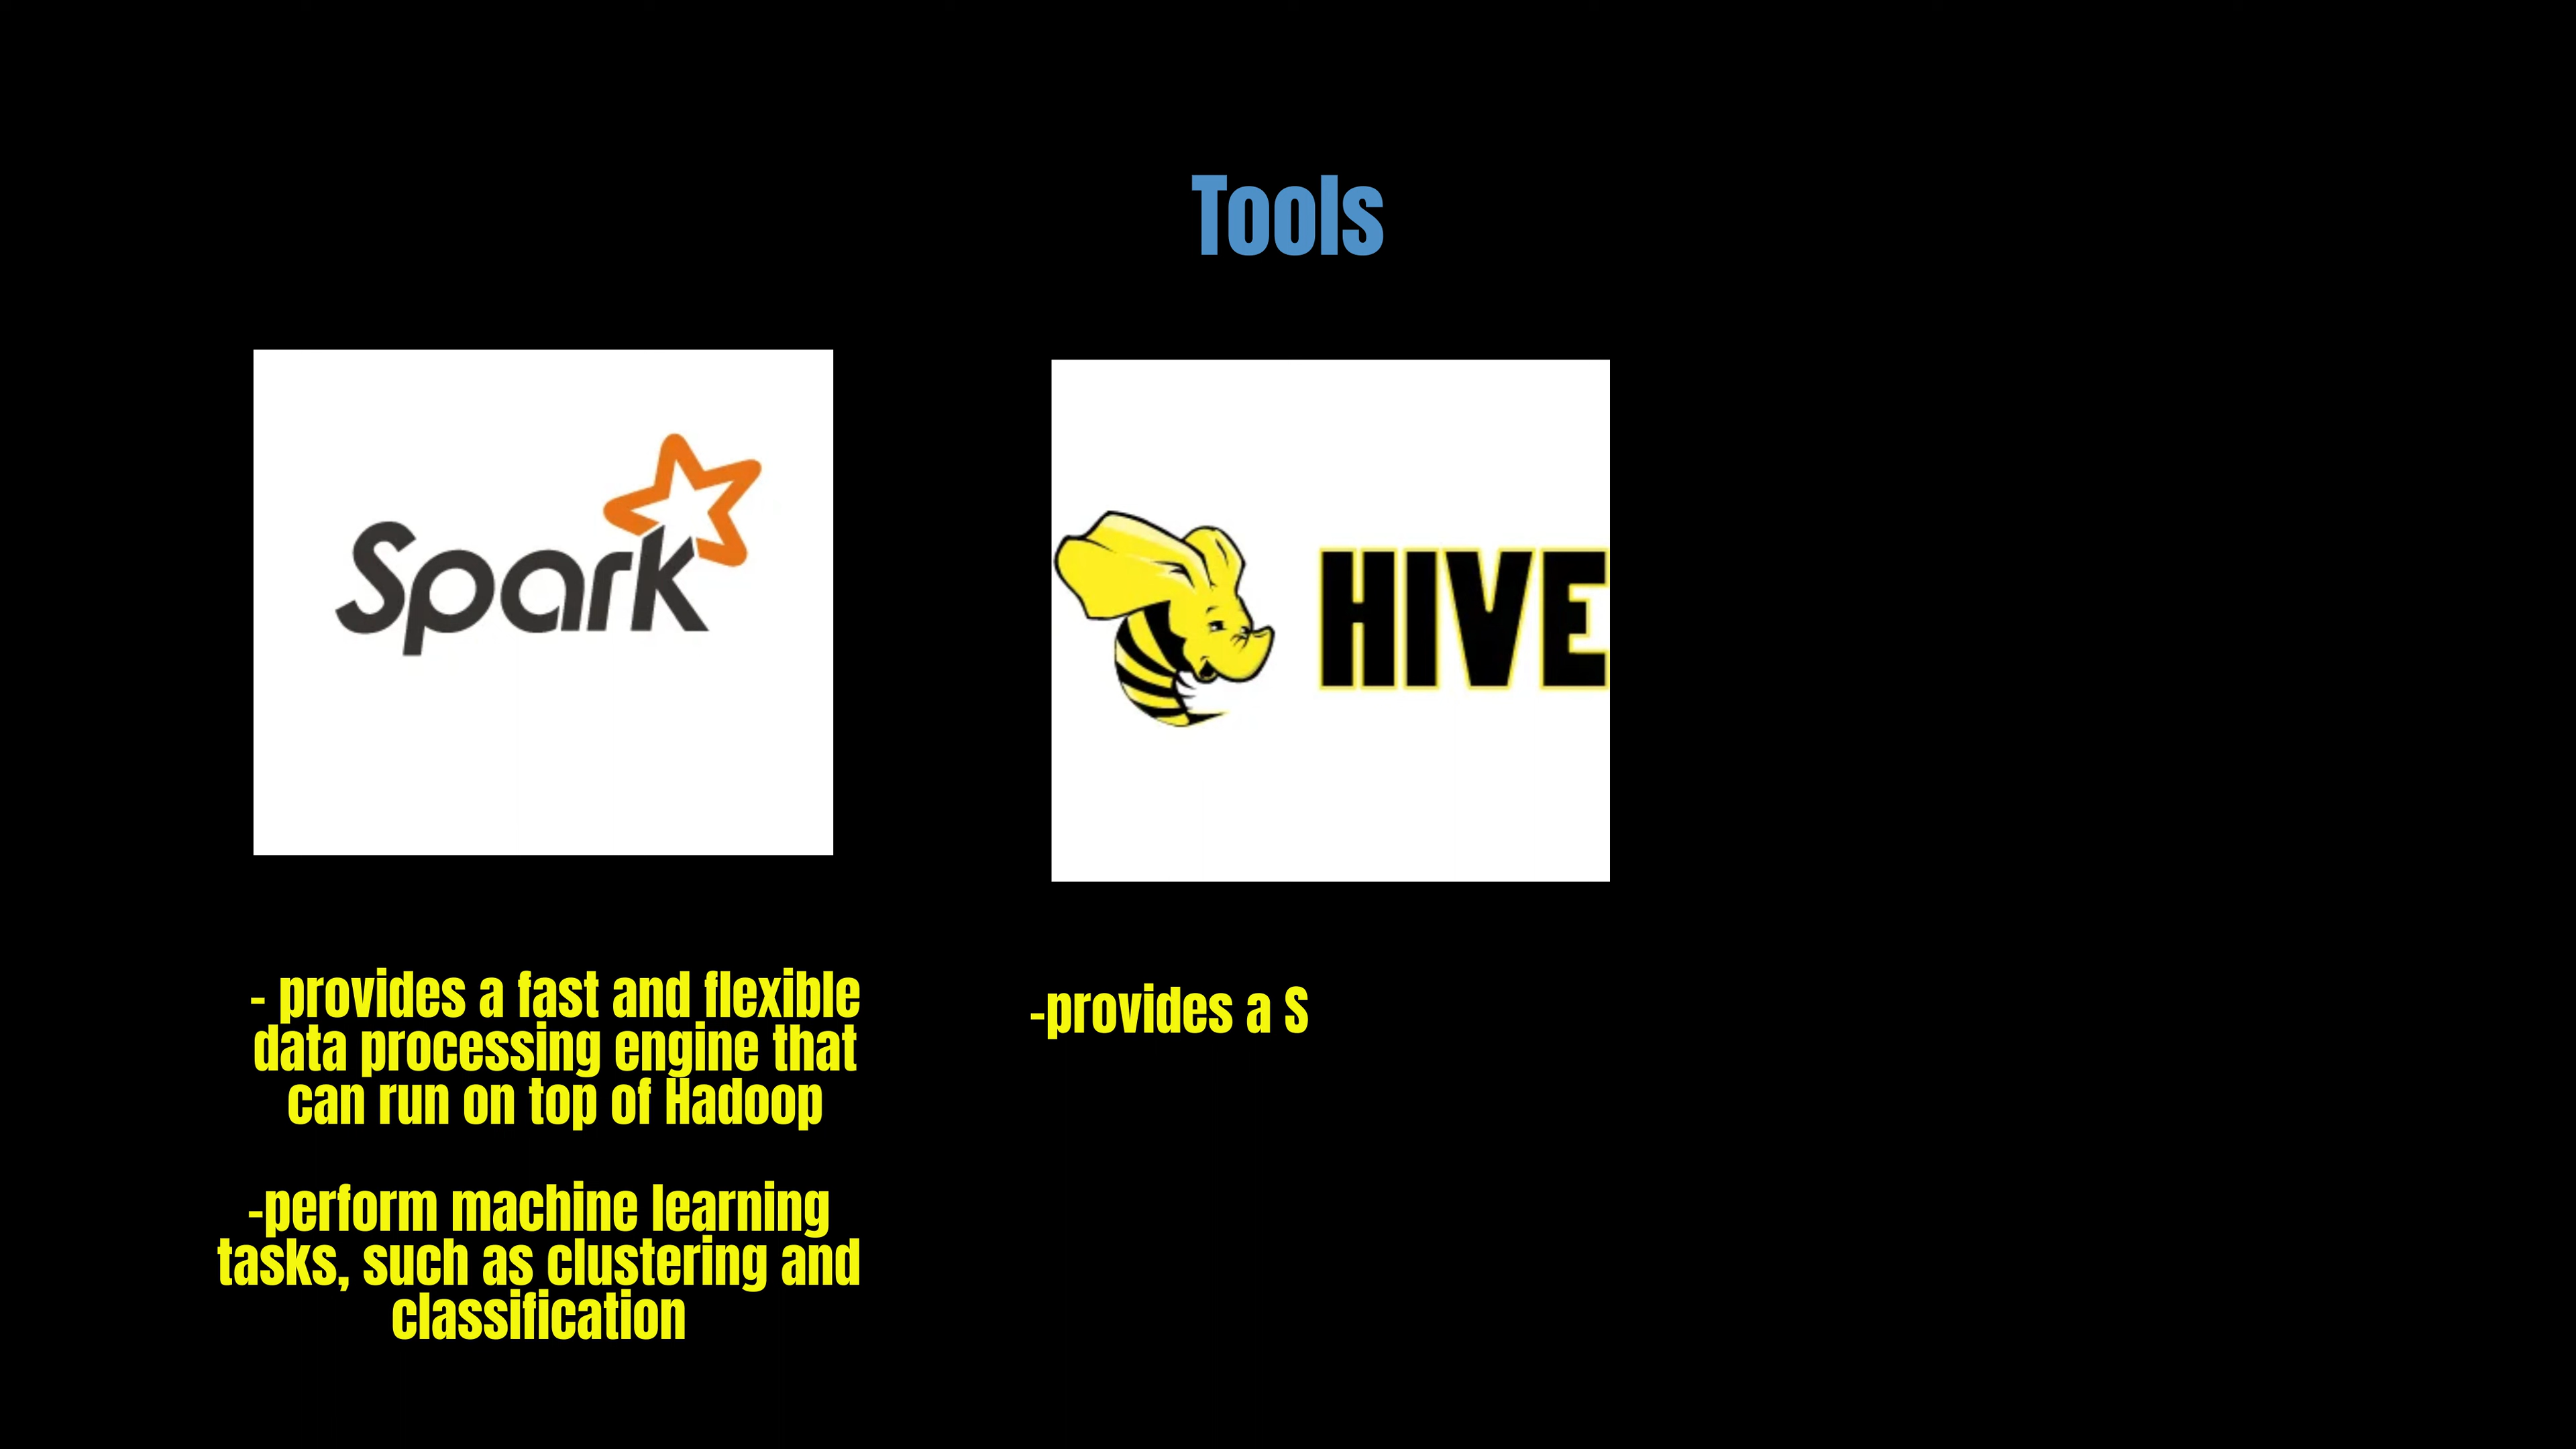 Tools
Spark
HIVE
- provides a fast and flexible
data processing engine that
can run on top of Hadoop
-perform machine learning
tasks, such as clustering and
classification
-provides a S